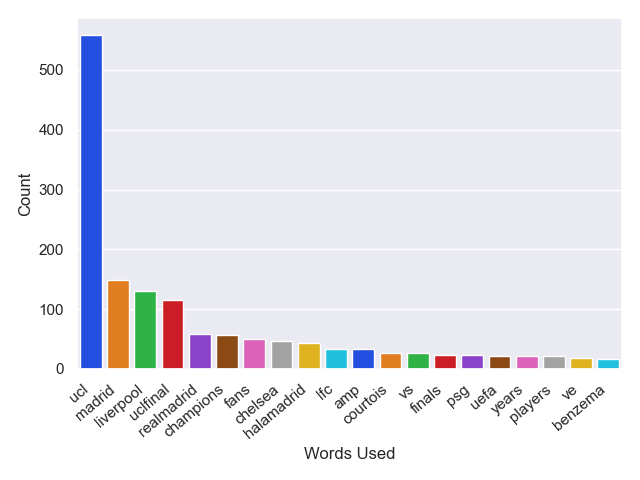 500
400
300
200
100
0
Count
ucl
madrid
liverpool
uclfinal
realmadrid
champions
fans
chelsea
halamadrid
lfc
amp
courtois
vs
finals
psg
uefa
years
players
ve
benzema
Words Used